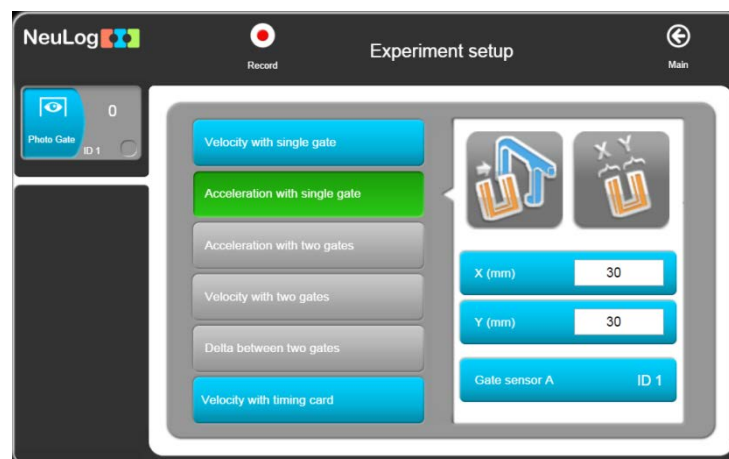 NeuLog
Record
Experiment setup
Main
Photo Gate
0
ID 1
Velocity with single gate
Acceleration with single gate
Acceleration with two gates
Velocity with two gates
Delta between two gates
Velocity with timing card
X Y
X (mm) 30
Y (mm) 30
Gate sensor A ID 1